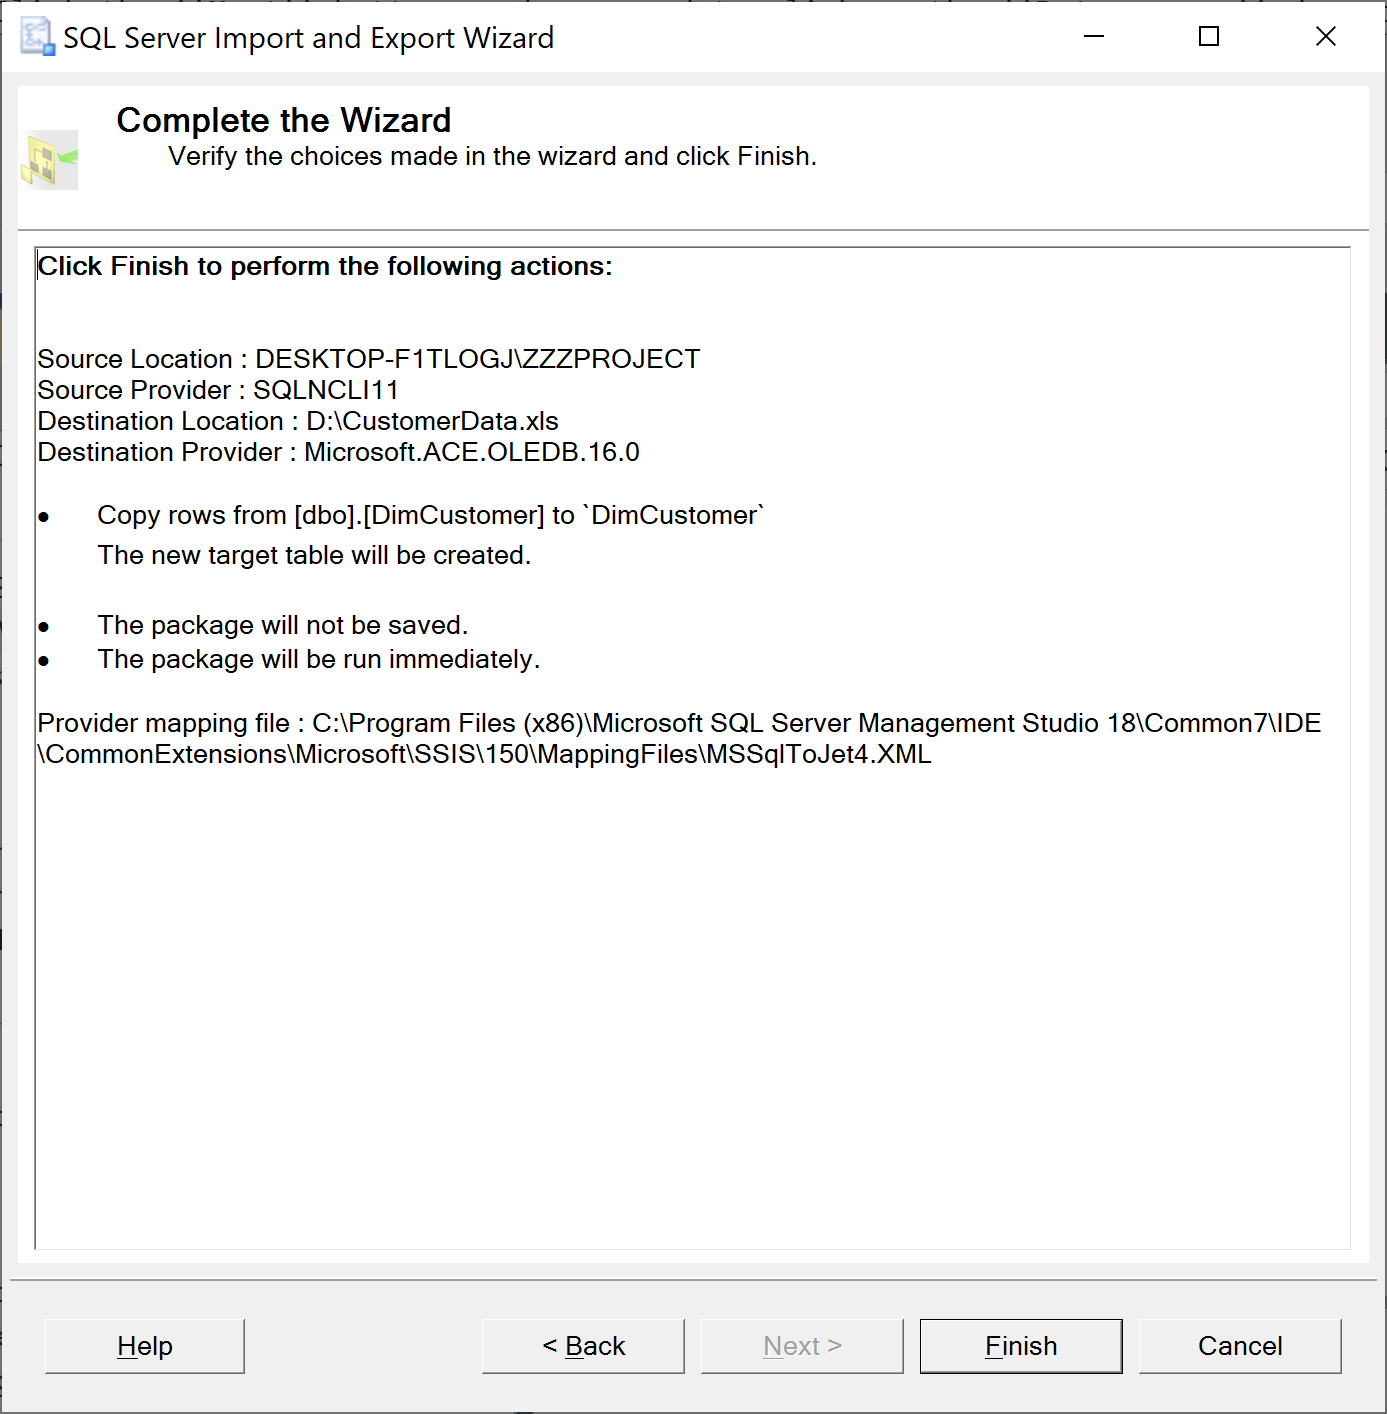 SQL Server Import and Export Wizard
Complete the Wizard
Verify the choices made in the wizard and click Finish.
Click Finish to perform the following actions:
Source Location : DESKTOP-F1TLOGJ\ZZZPROJECT
Source Provider : SQLNCLI11
Destination Location : D:\CustomerData.xls
Destination Provider : Microsoft.ACE.OLEDB.16.0
● Copy rows from [dbo].[DimCustomer] to `DimCustomer`
The new target table will be created.
● The package will not be saved.
● The package will be run immediately.
Provider mapping file : C:\Program Files (x86)\Microsoft SQL Server Management Studio 18\Common7\IDE
\CommonExtensions\Microsoft\SSIS\150\MappingFiles\MSSqlToJet4.XML
Help < Back Next > Finish Cancel